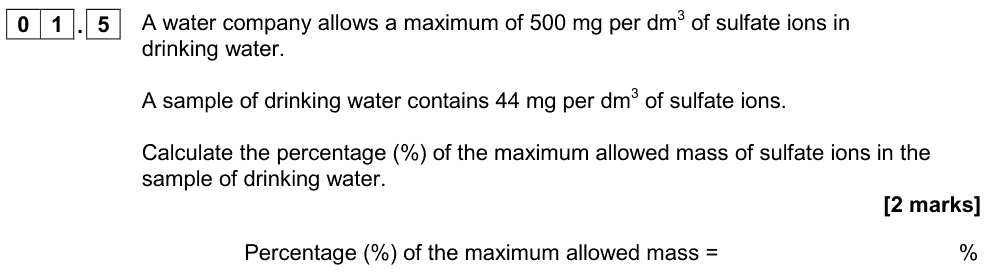 0 1 . 5 A water company allows a maximum of 500 mg per dm³ of sulfate ions in
drinking water.
A sample of drinking water contains 44 mg per dm³ of sulfate ions.
Calculate the percentage (%) of the maximum allowed mass of sulfate ions in the
sample of drinking water.
[2 marks]
Percentage (%) of the maximum allowed mass = %